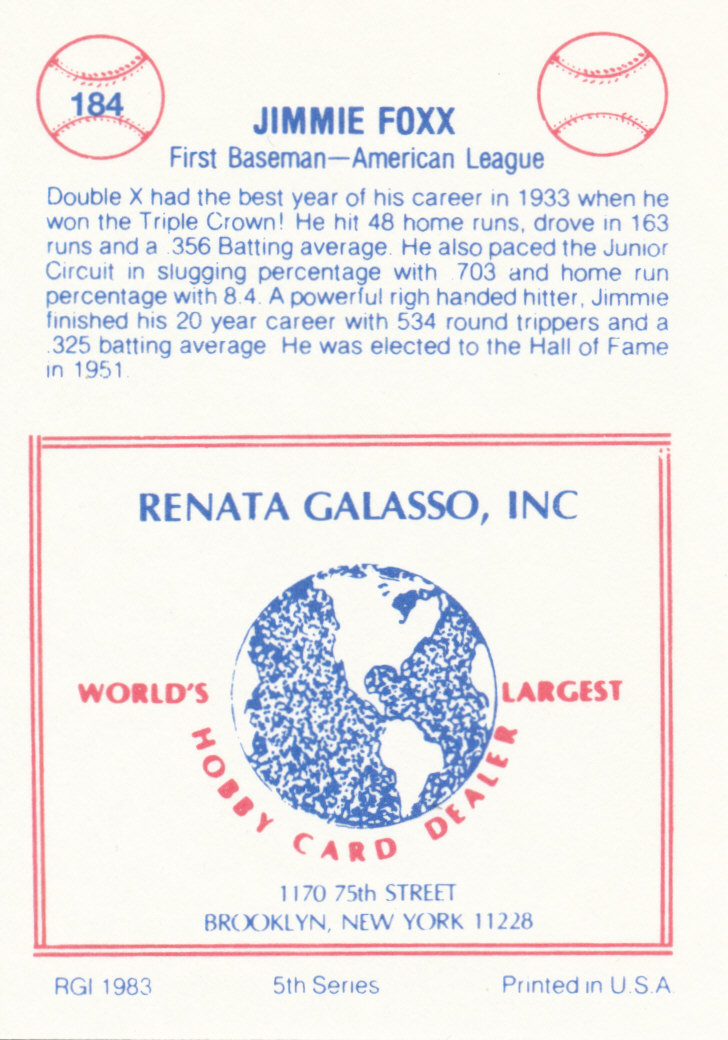 184
JIMMIE FOXX
First Baseman—American League
Double X had the best year of his career in 1933 when he
won the Triple Crown! He hit 48 home runs, drove in 163
runs and a .356 Batting average. He also paced the Junior
Circuit in slugging percentage with .703 and home run
percentage with 8.4. A powerful righ handed hitter, Jimmie
finished his 20 year career with 534 round trippers and a
.325 batting average. He was elected to the Hall of Fame
in 1951.
RENATA GALASSO, INC
WORLD'S LARGEST
HOBBY CARD DEALER
1170 75th STREET
BROOKLYN, NEW YORK 11228
RGI 1983 5th Series Printed in U.S.A.